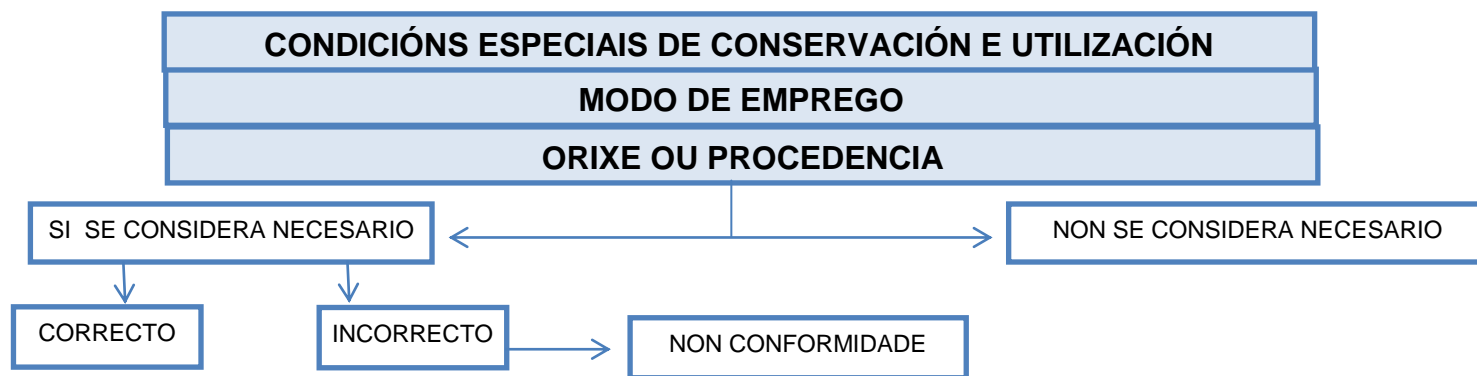 CONDICIÓNS ESPECIAIS DE CONSERVACIÓN E UTILIZACIÓN
MODO DE EMPREGO
ORIXE OU PROCEDENCIA
SI SE CONSIDERA NECESARIO
NON SE CONSIDERA NECESARIO
CORRECTO
INCORRECTO
NON CONFORMIDADE